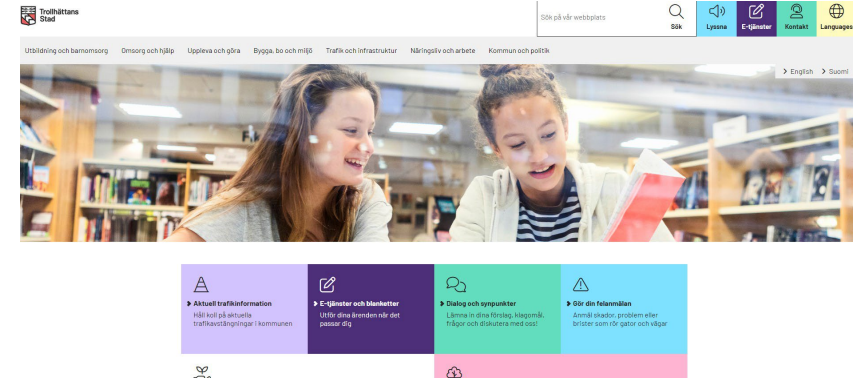 Trollhättans
Stad
Sök på vår webbplats
Sök
Lyssna
E-tjänster
Kontakt
Languages
Utbildning och barnomsorg
Omsorg och hjälp
Uppleva och göra
Bygga, bo och miljö
Trafik och infrastruktur
Näringsliv och arbete
Kommun och politik
English
Suomi
Aktuell trafikinformation
Håll koll på aktuella
trafikavstängningar i kommunen
E-tjänster och blanketter
Utför dina ärenden när det
passar dig
Dialog och synpunkter
Lämna in dina förslag, klagomål,
frågor och diskutera med oss!
Gör din felanmälan
Anmäl skador, problem eller
brister som rör gator och vägar